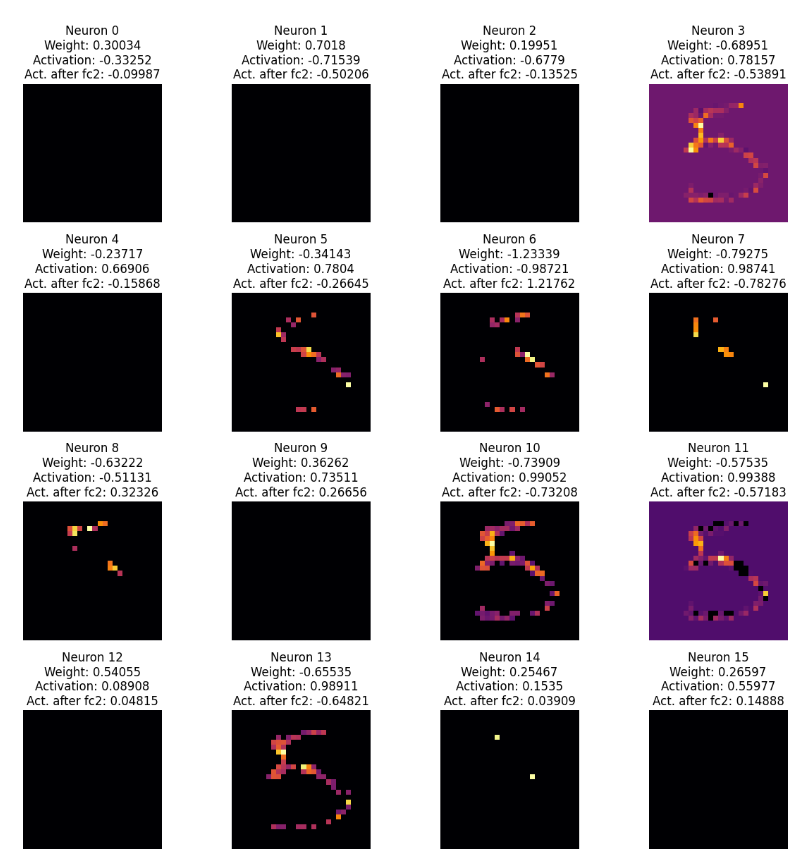 Neuron 0
Weight: 0.30034
Activation: -0.33252
Act. after fc2: -0.09987
Neuron 1
Weight: 0.7018
Activation: -0.71539
Act. after fc2: -0.50206
Neuron 2
Weight: 0.19951
Activation: -0.6779
Act. after fc2: -0.13525
Neuron 3
Weight: -0.68951
Activation: 0.78157
Act. after fc2: -0.53891
Neuron 4
Weight: -0.23717
Activation: 0.66906
Act. after fc2: -0.15868
Neuron 5
Weight: -0.34143
Activation: 0.7804
Act. after fc2: -0.26645
Neuron 6
Weight: -1.23339
Activation: -0.98721
Act. after fc2: 1.21762
Neuron 7
Weight: -0.79275
Activation: 0.98741
Act. after fc2: -0.78276
Neuron 8
Weight: -0.63222
Activation: -0.51131
Act. after fc2: 0.32326
Neuron 9
Weight: 0.36262
Activation: 0.73511
Act. after fc2: 0.26656
Neuron 10
Weight: -0.73909
Activation: 0.99052
Act. after fc2: -0.73208
Neuron 11
Weight: -0.57535
Activation: 0.99388
Act. after fc2: -0.57183
Neuron 12
Weight: 0.54055
Activation: 0.08908
Act. after fc2: 0.04815
Neuron 13
Weight: -0.65535
Activation: 0.98911
Act. after fc2: -0.64821
Neuron 14
Weight: 0.25467
Activation: 0.1535
Act. after fc2: 0.03909
Neuron 15
Weight: 0.26597
Activation: 0.55977
Act. after fc2: 0.14888